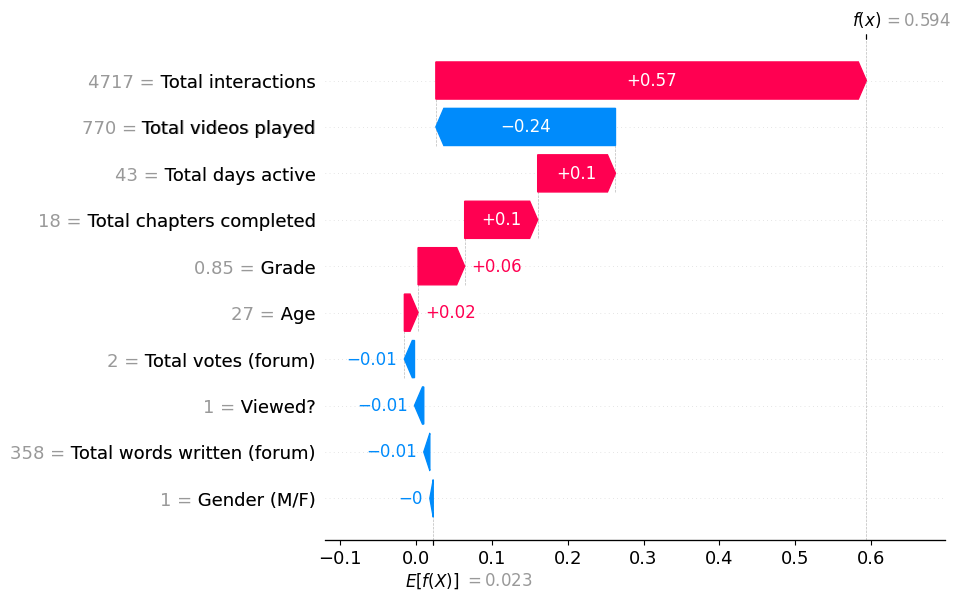 f(x) = 0.594
4717 = Total interactions
+0.57
770 = Total videos played
−0.24
43 = Total days active
+0.1
18 = Total chapters completed
+0.1
0.85 = Grade
+0.06
27 = Age
+0.02
2 = Total votes (forum)
−0.01
1 = Viewed?
−0.01
358 = Total words written (forum)
−0.01
1 = Gender (M/F)
−0
−0.1 0.0 0.1 0.2 0.3 0.4 0.5 0.6
E[f(X)] = 0.023